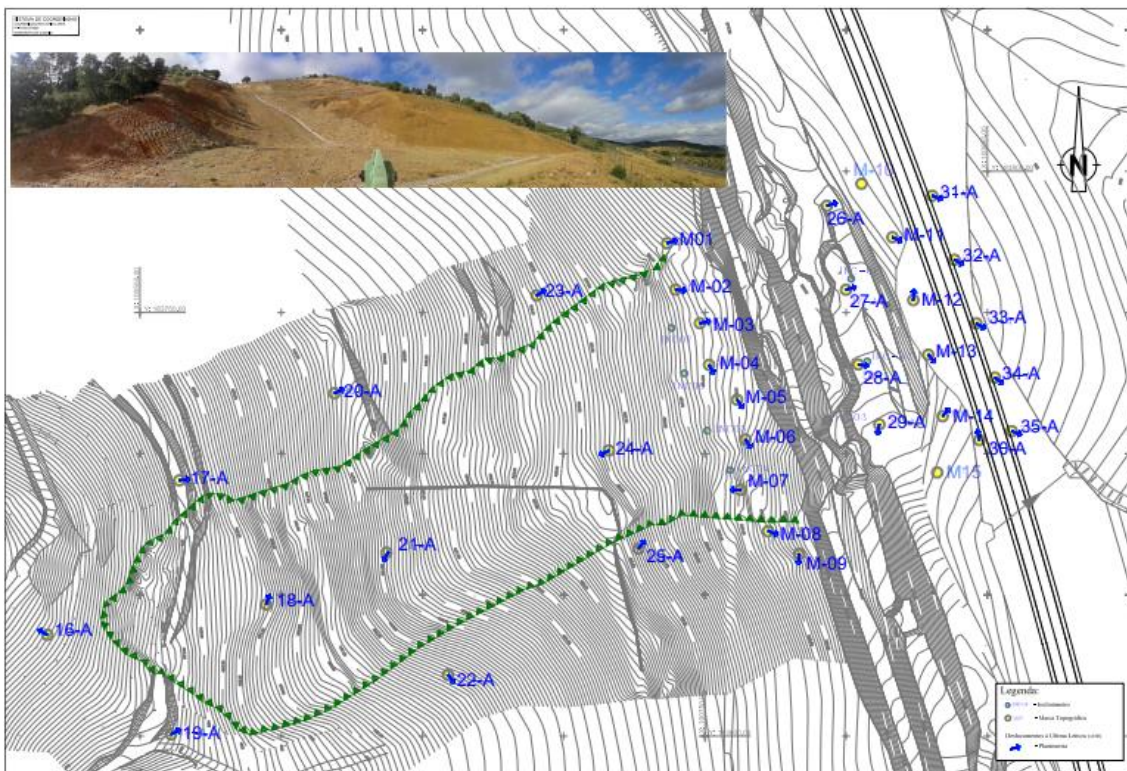 N
M-10
31-A
26-A
M01
M-11
32-A
23-A
M-02
27-A
M-12
M-03
33-A
M-04
M-13
28-A
34-A
20-A
M-05
M-14
29-A
35-A
M-06
30-A
24-A
17-A
M15
M-07
M-08
21-A
25-A
M-09
18-A
16-A
22-A
19-A
Legenda:
- Inclinómetro
- Marca Topográfica
- Planimetria